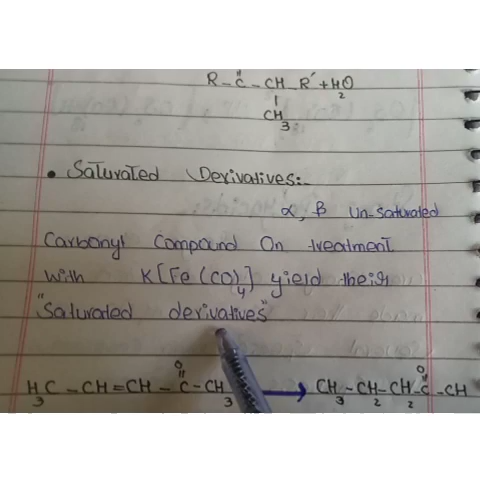 R - C - CH - R' + H2O
O
CH3
• Saturated Derivatives:-
α, β Un-saturated
Carbonyl Compound On treatment
with K[Fe(CO)4] yield their
"Saturated derivatives"
O O
H3C - CH = CH - C - CH3 → CH3 - CH2 - CH2 - C - CH